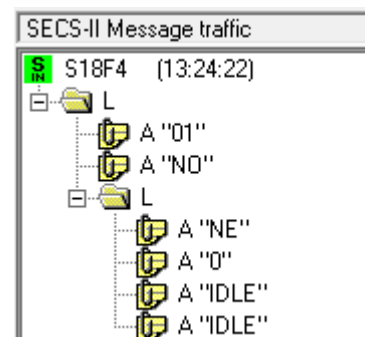 SECS-II Message traffic
S IN S18F4 (13:24:22)
L
A "01"
A "NO"
L
A "NE"
A "0"
A "IDLE"
A "IDLE"